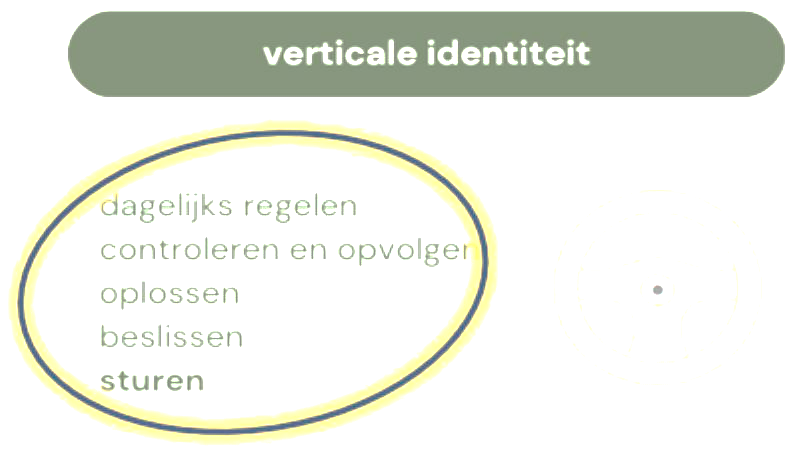 verticale identiteit
dagelijks regelen
controleren en opvolgen
oplossen
beslissen
sturen